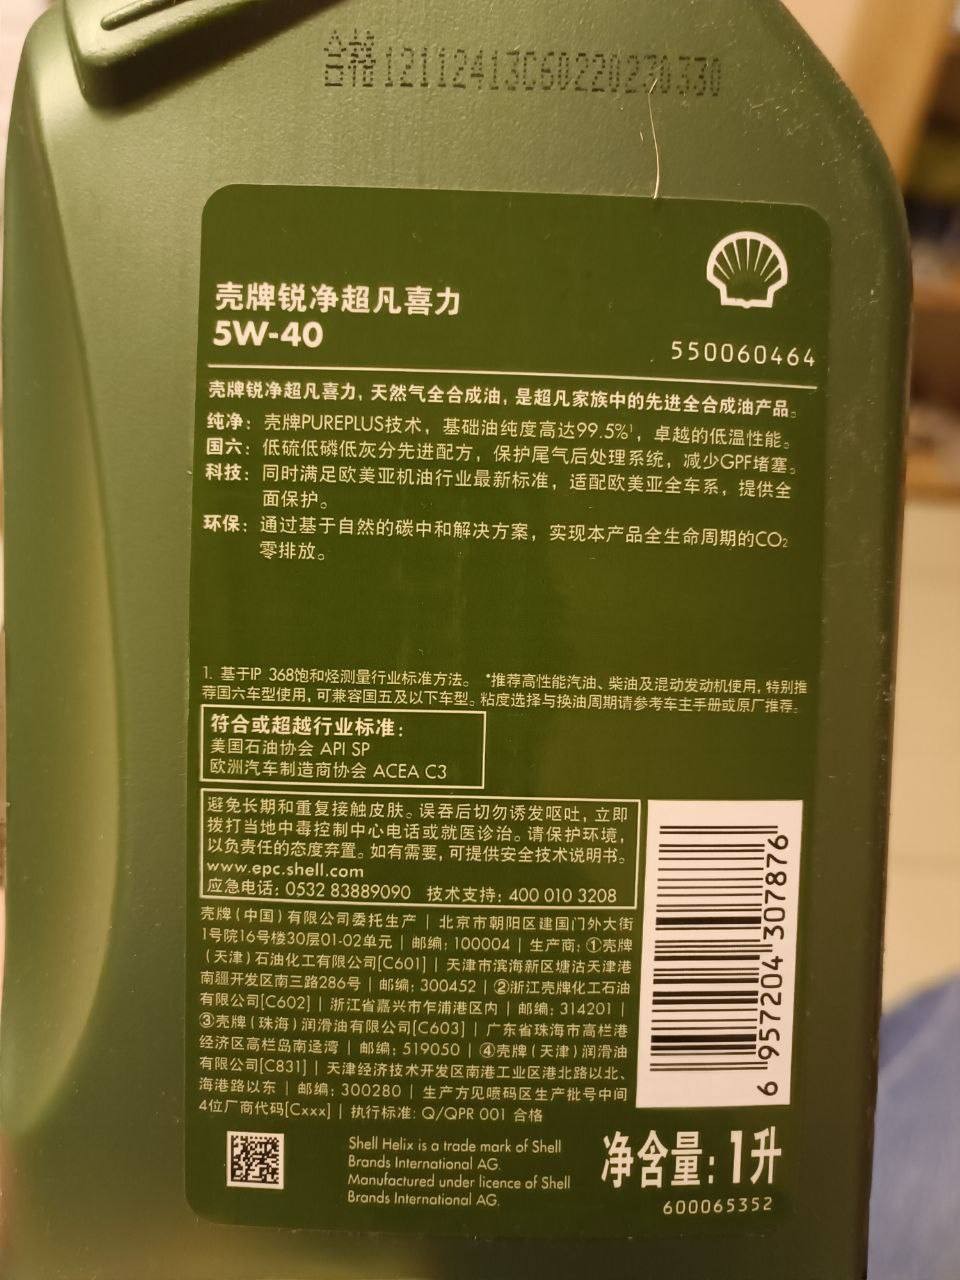 合格12112413C60220230330
壳牌锐净超凡喜力
5W-40
550060464
壳牌锐净超凡喜力，天然气全合成油，是超凡家族中的先进全合成油产品。
纯净：壳牌PUREPLUS技术，基础油纯度高达99.5%¹，卓越的低温性能。
国六：低硫低磷低灰分先进配方，保护尾气后处理系统，减少GPF堵塞。
科技：同时满足欧美亚机油行业最新标准，适配欧美亚全车系，提供全
面保护。
环保：通过基于自然的碳中和解决方案，实现本产品全生命周期的CO₂
零排放。
1. 基于IP 368饱和烃测量行业标准方法。 *推荐高性能汽油、柴油及混动发动机使用，特别推
荐国六车型使用，可兼容国五及以下车型。粘度选择与换油周期请参考车主手册或原厂推荐。
符合或超越行业标准：
美国石油协会 API SP
欧洲汽车制造商协会 ACEA C3
避免长期和重复接触皮肤。误吞后切勿诱发呕吐，立即
拨打当地中毒控制中心电话或就医诊治。请保护环境，
以负责任的态度弃置。如有需要，可提供安全技术说明书。
www.epc.shell.com
应急电话：0532 83889090 技术支持：400 010 3208
壳牌（中国）有限公司委托生产 | 北京市朝阳区建国门外大街
1号院16号楼30层01-02单元 | 邮编：100004 | 生产商：①壳牌
（天津）石油化工有限公司[C601] | 天津市滨海新区塘沽天津港
南疆开发区南三路286号 | 邮编：300452 | ②浙江壳牌化工石油
有限公司[C602] | 浙江省嘉兴市乍浦港区内 | 邮编：314201 |
③壳牌（珠海）润滑油有限公司[C603] | 广东省珠海市高栏港
经济区高栏岛南迳湾 | 邮编：519050 | ④壳牌（天津）润滑油
有限公司[C831] | 天津经济技术开发区南港工业区港北路以北、
海港路以东 | 邮编：300280 | 生产方见喷码区生产批号中间
4位厂商代码[Cxxx] | 执行标准：Q/QPR 001 合格
6 957204 307876
Shell Helix is a trade mark of Shell
Brands International AG.
Manufactured under licence of Shell
Brands International AG.
净含量：1升
600065352